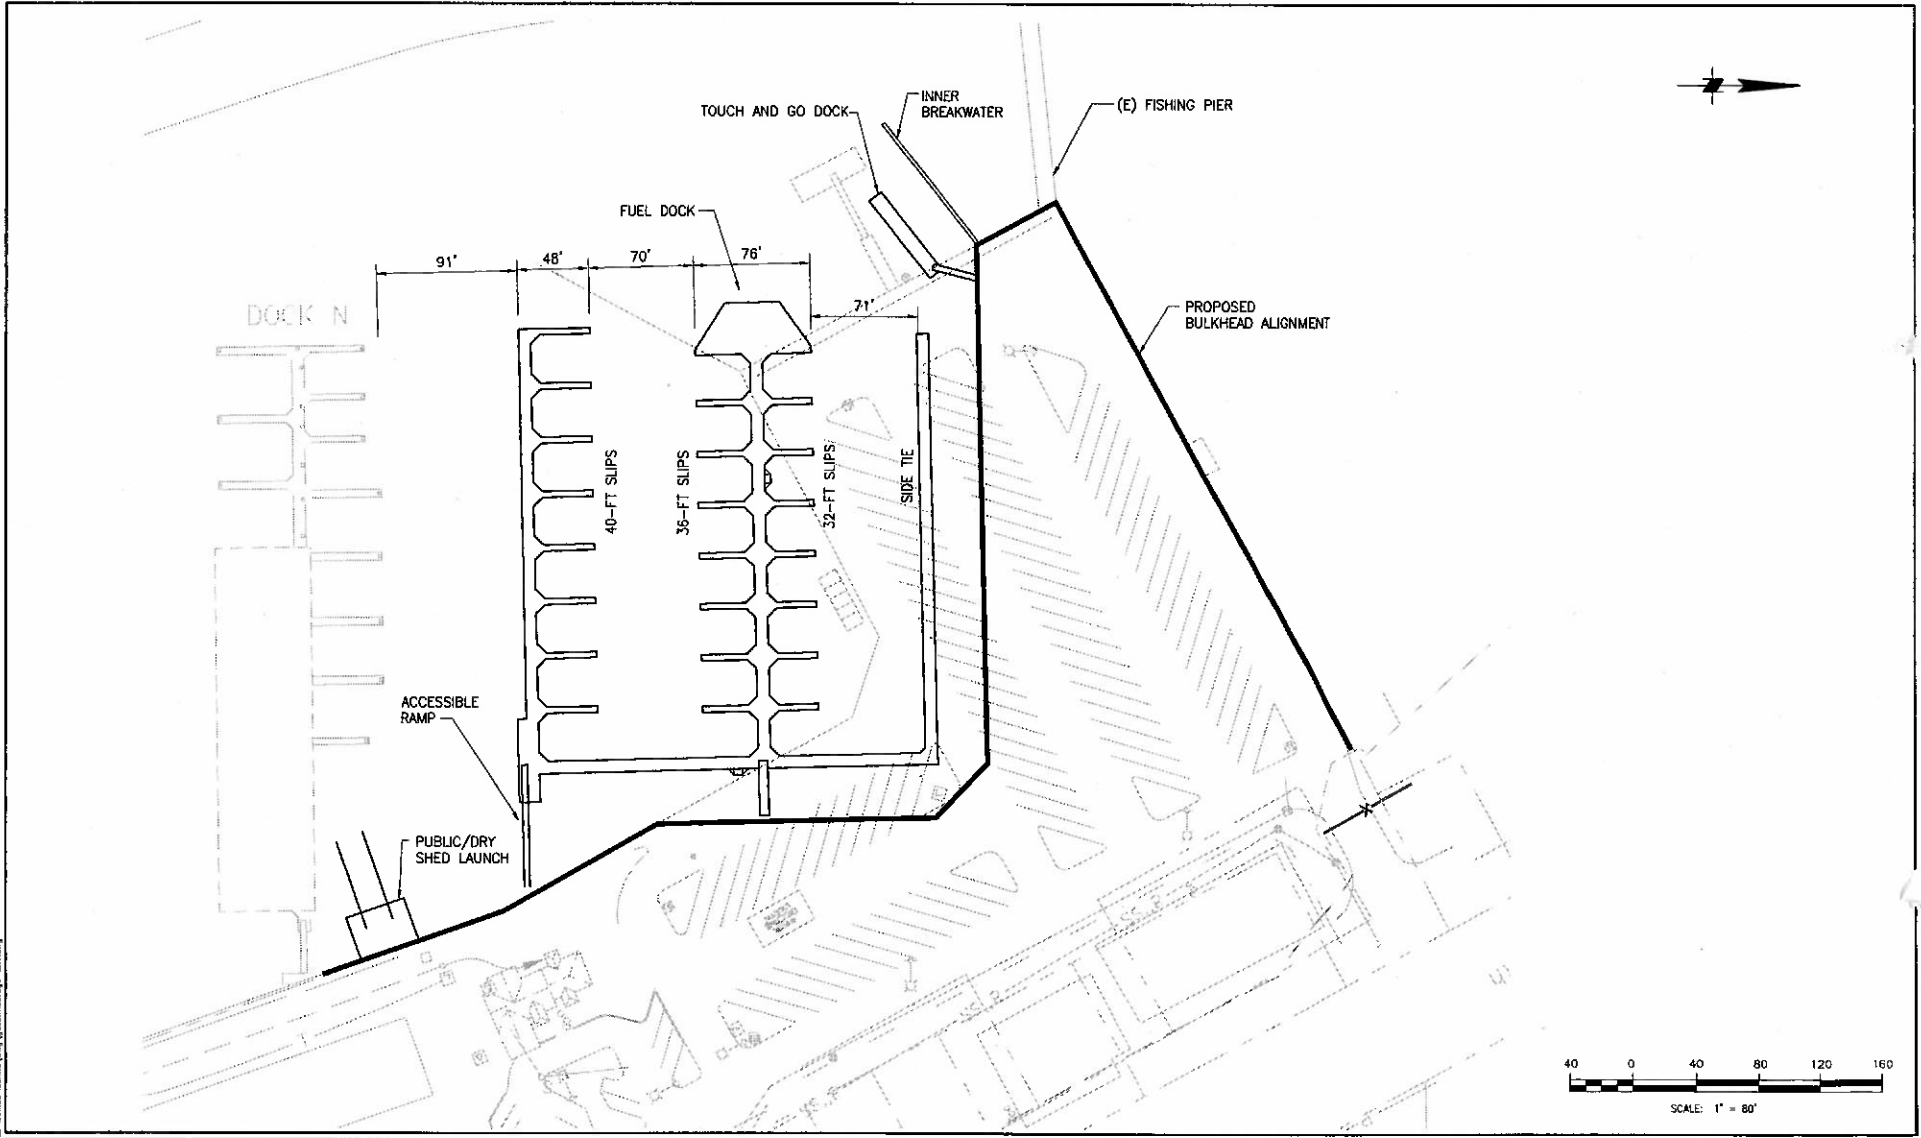 INNER
BREAKWATER
TOUCH AND GO DOCK
(E) FISHING PIER
FUEL DOCK
91'
48'
70'
76'
71'
DOCK N
PROPOSED
BULKHEAD ALIGNMENT
40-FT SLIPS
36-FT SLIPS
32-FT SLIPS
SIDE TIE
ACCESSIBLE
RAMP
PUBLIC/DRY
SHED LAUNCH
40 0 40 80 120 160
SCALE: 1" = 80'